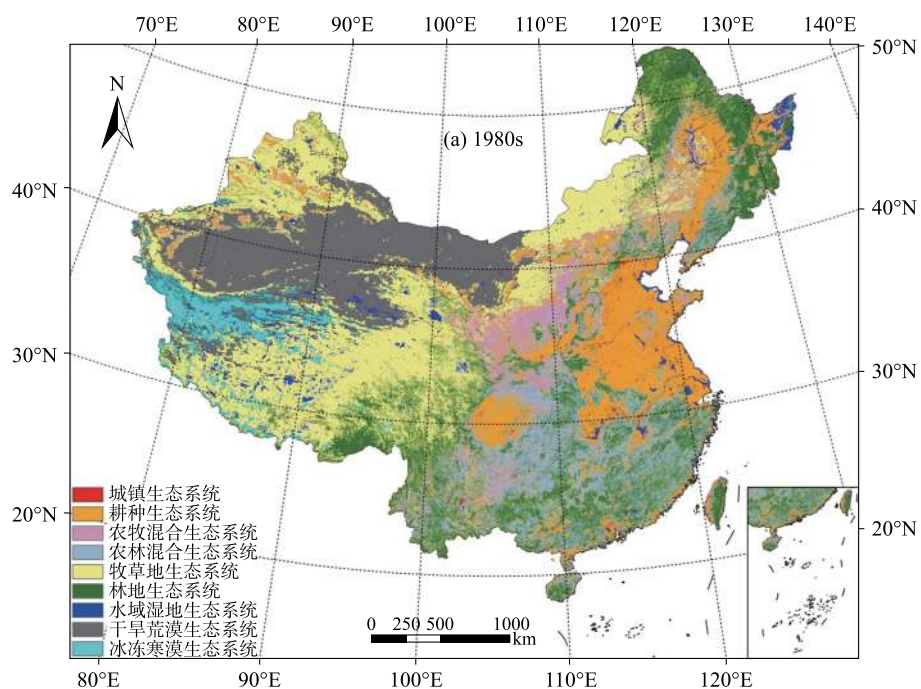 70°E 80°E 90°E 100°E 110°E 120°E 130°E 140°E
50°N
N
(a) 1980s
40°N
40°N
30°N
30°N
20°N
20°N
城镇生态系统
耕种生态系统
农牧混合生态系统
农林混合生态系统
牧草地生态系统
林地生态系统
水域湿地生态系统
干旱荒漠生态系统
冰冻寒漠生态系统
0 250 500 1000
km
80°E 90°E 100°E 110°E 120°E